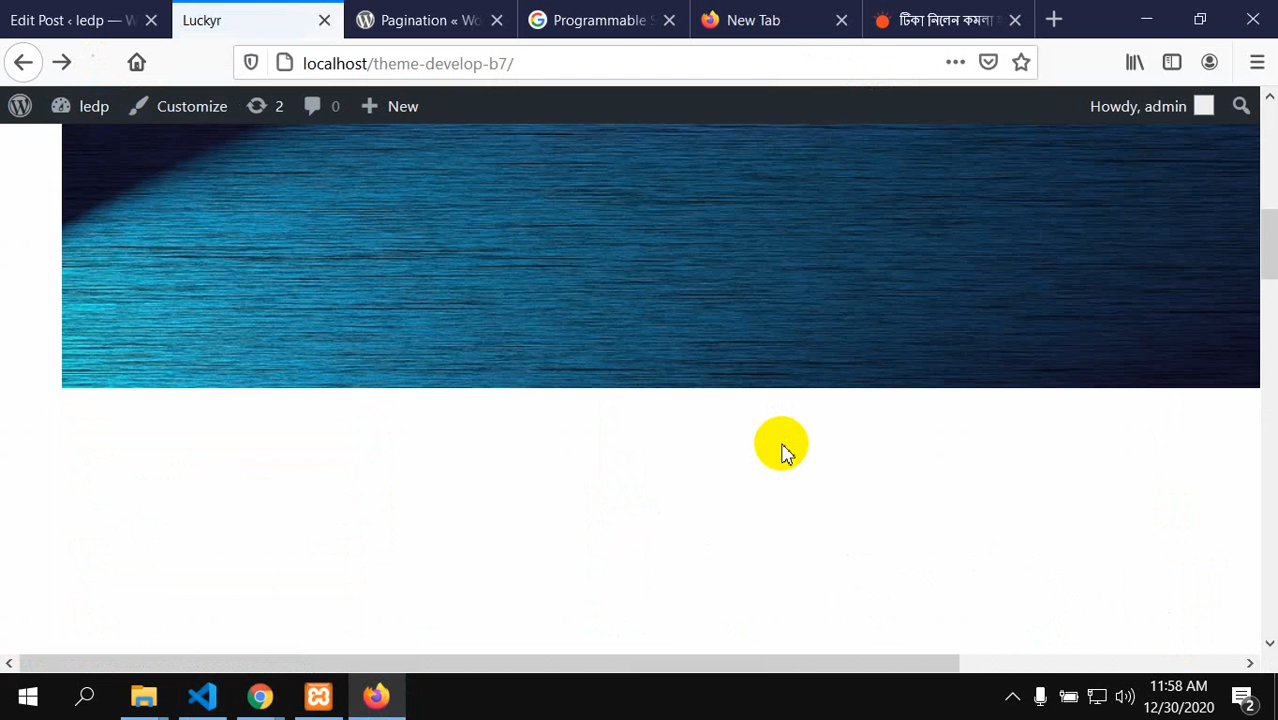 Edit Post ‹ ledp — W
Luckyr
Pagination « Wo
Programmable S
New Tab
টিকা নিলেন কমলা হ
localhost/theme-develop-b7/
ledp
Customize
2
0
New
Howdy, admin
11:58 AM
12/30/2020
2